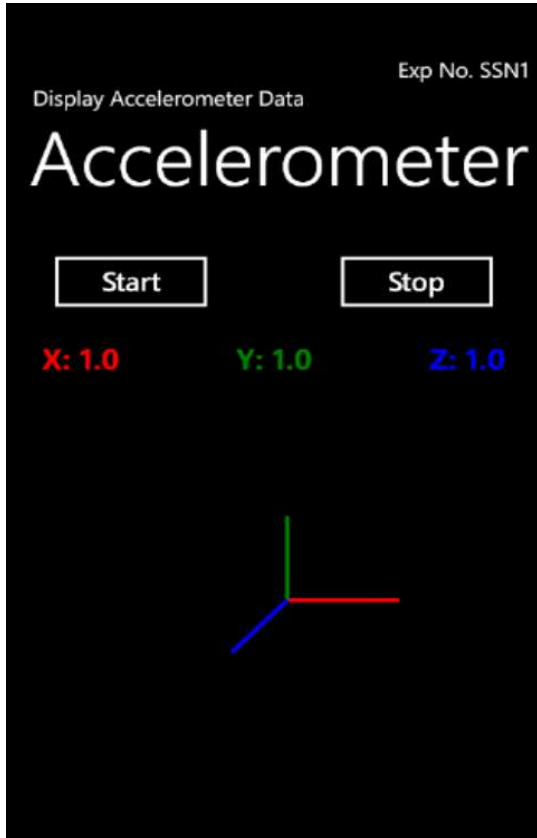 Exp No. SSN1
Display Accelerometer Data
Accelerometer
Start Stop
X: 1.0 Y: 1.0 Z: 1.0